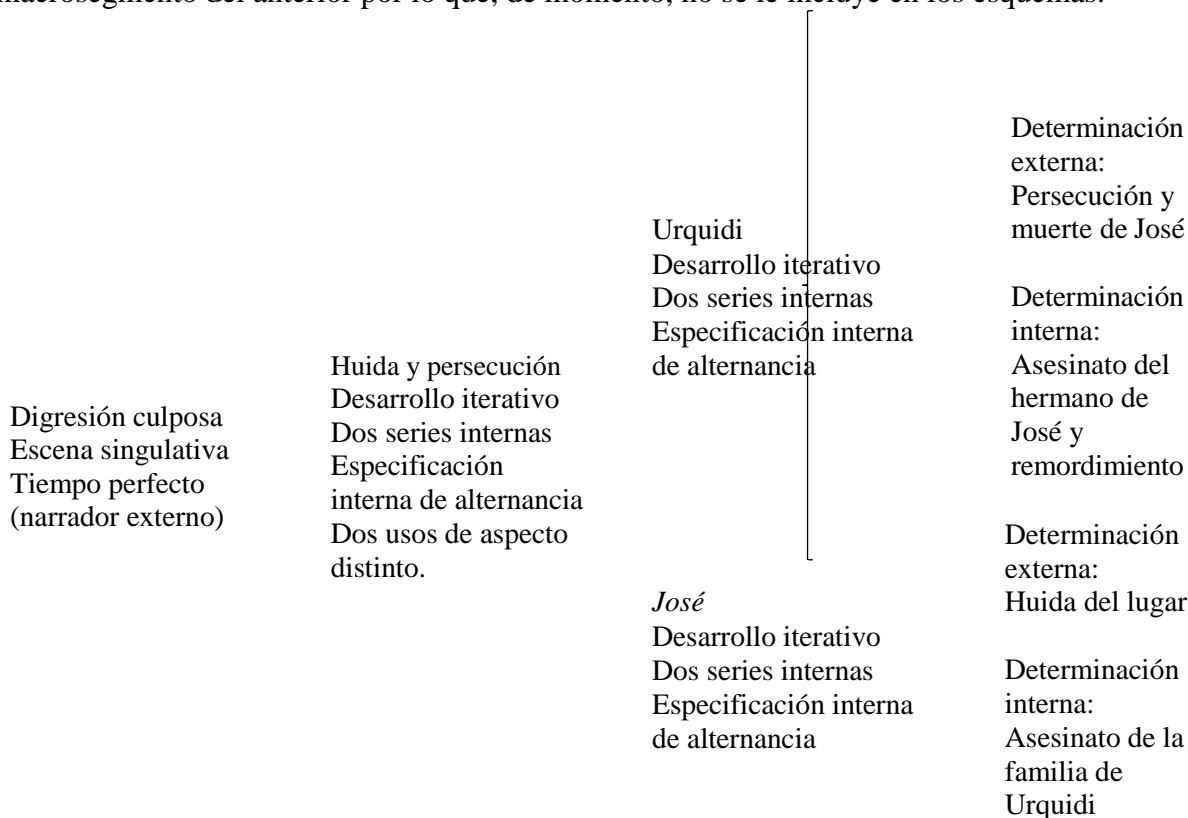 macrosegmento del anterior por lo que, de momento, no se le incluye en los esquemas.
Digresión culposa
Escena singulativa
Tiempo perfecto
(narrador externo)
Huida y persecución
Desarrollo iterativo
Dos series internas
Especificación
interna de alternancia
Dos usos de aspecto
distinto.
Urquidi
Desarrollo iterativo
Dos series internas
Especificación interna
de alternancia
Determinación
externa:
Persecución y
muerte de José
Determinación
interna:
Asesinato del
hermano de
José y
remordimiento
José
Desarrollo iterativo
Dos series internas
Especificación interna
de alternancia
Determinación
externa:
Huida del lugar
Determinación
interna:
Asesinato de la
familia de
Urquidi